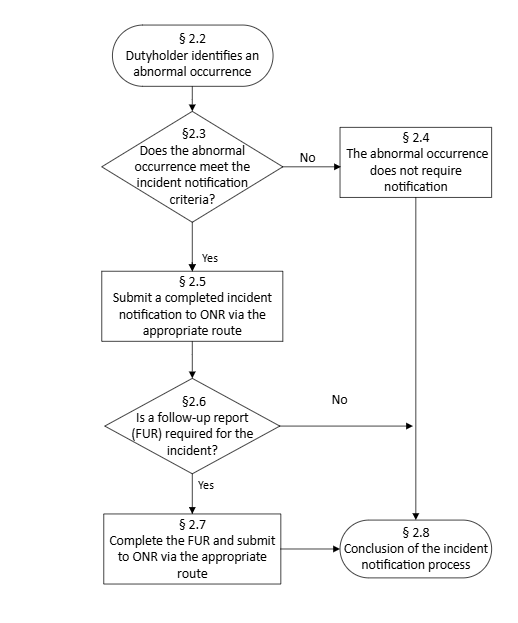 § 2.2
Dutyholder identifies an
abnormal occurrence
§2.3
Does the abnormal
occurrence meet the
incident notification
criteria?
No
§ 2.4
The abnormal occurrence
does not require
notification
Yes
§ 2.5
Submit a completed incident
notification to ONR via the
appropriate route
§2.6
Is a follow-up report
(FUR) required for the
incident?
No
Yes
§ 2.7
Complete the FUR and submit
to ONR via the appropriate
route
§ 2.8
Conclusion of the incident
notification process